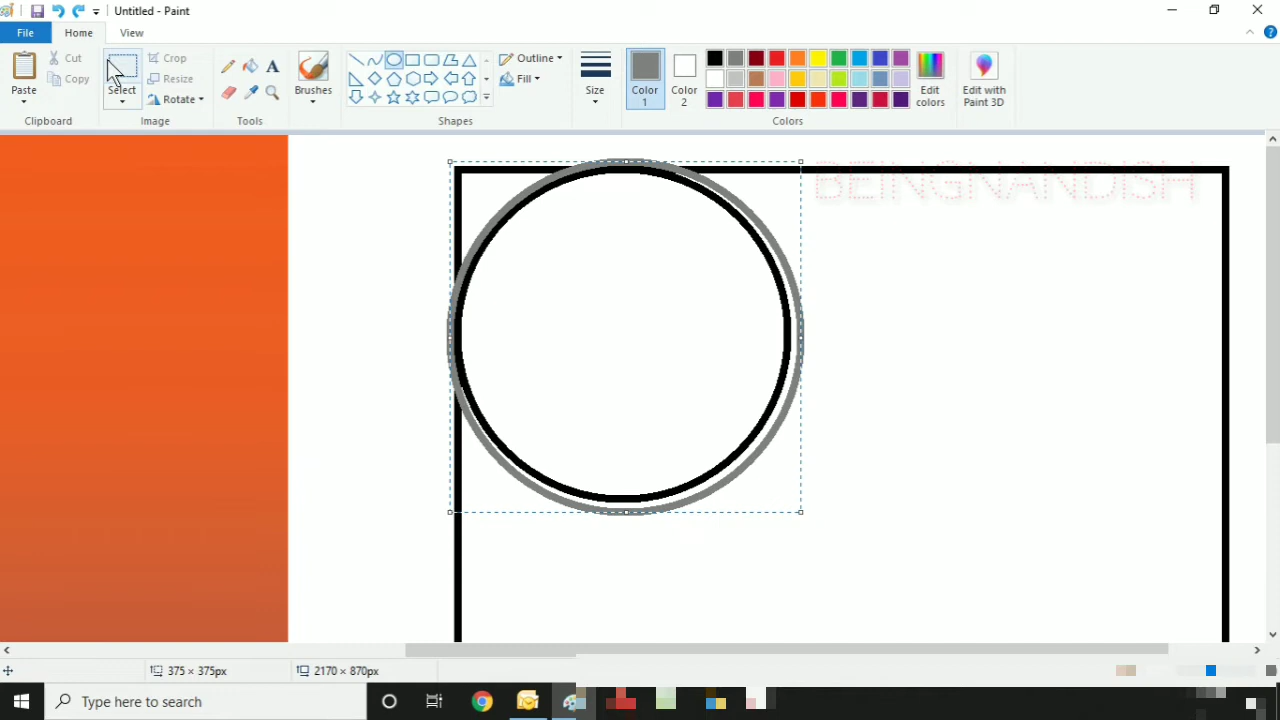 Untitled - Paint
File
Home
View
Paste
Cut
Copy
Clipboard
Select
Crop
Resize
Rotate
Image
A
Tools
Brushes
Shapes
Outline
Fill
Size
Color
1
Color
2
Colors
Edit
colors
Edit with
Paint 3D
BEINGNANDISH
375 × 375px
2170 × 870px
Type here to search